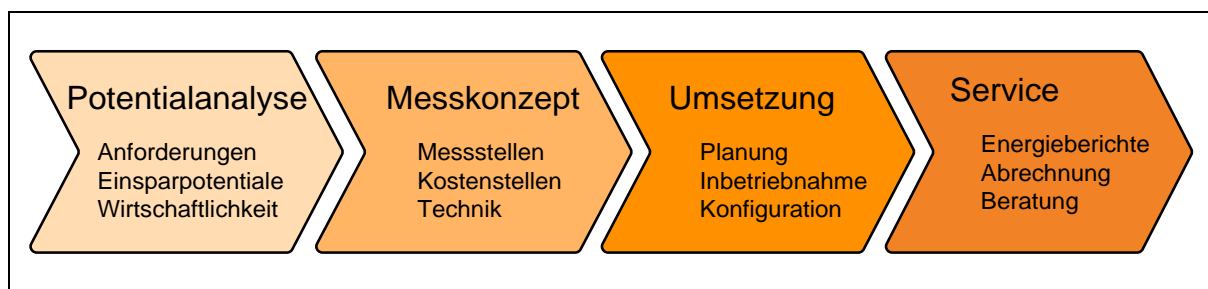 Potentialanalyse
Anforderungen
Einsparpotentiale
Wirtschaftlichkeit
Messkonzept
Messstellen
Kostenstellen
Technik
Umsetzung
Planung
Inbetriebnahme
Konfiguration
Service
Energieberichte
Abrechnung
Beratung